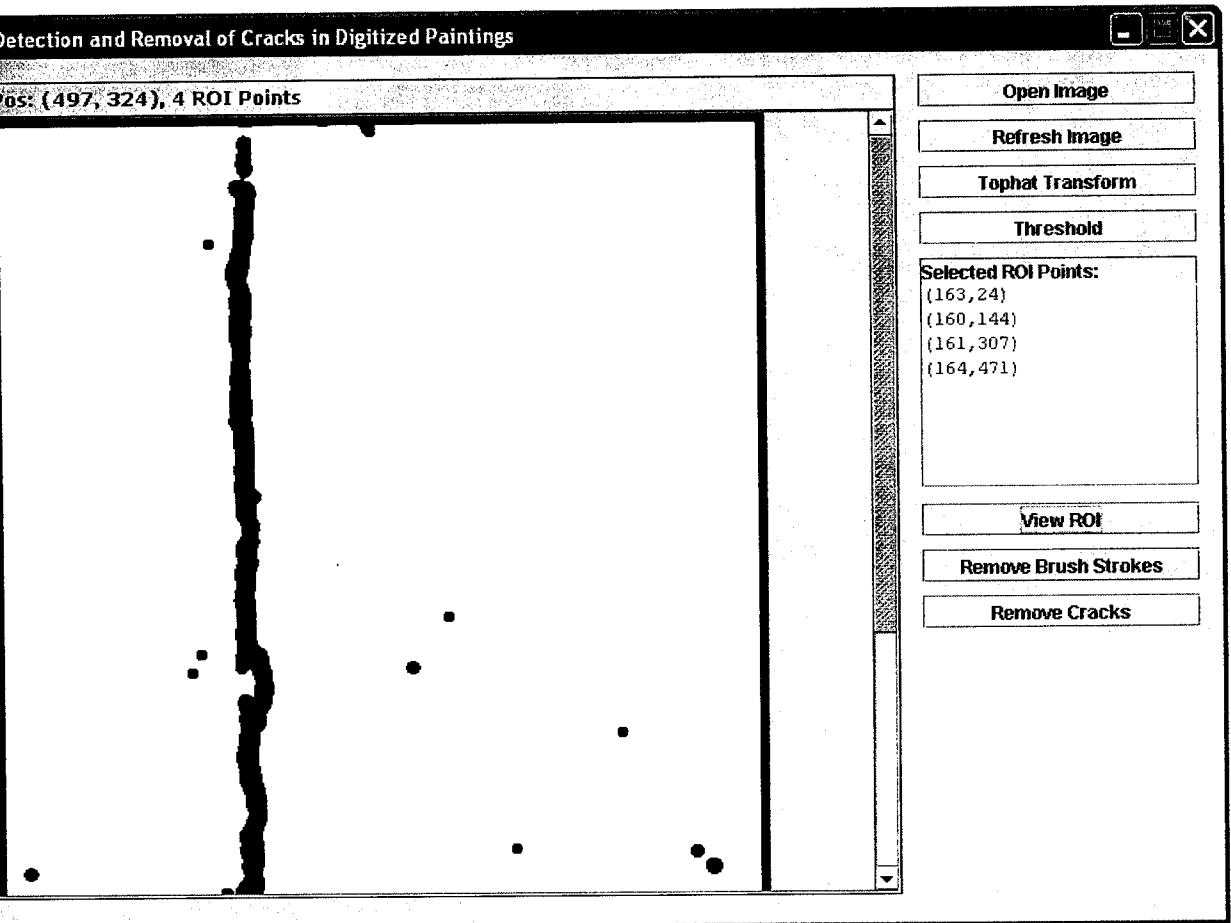 Detection and Removal of Cracks in Digitized Paintings
Pos: (497, 324), 4 ROI Points
Open Image
Refresh Image
Tophat Transform
Threshold
Selected ROI Points:
(163,24)
(160,144)
(161,307)
(164,471)
View ROI
Remove Brush Strokes
Remove Cracks